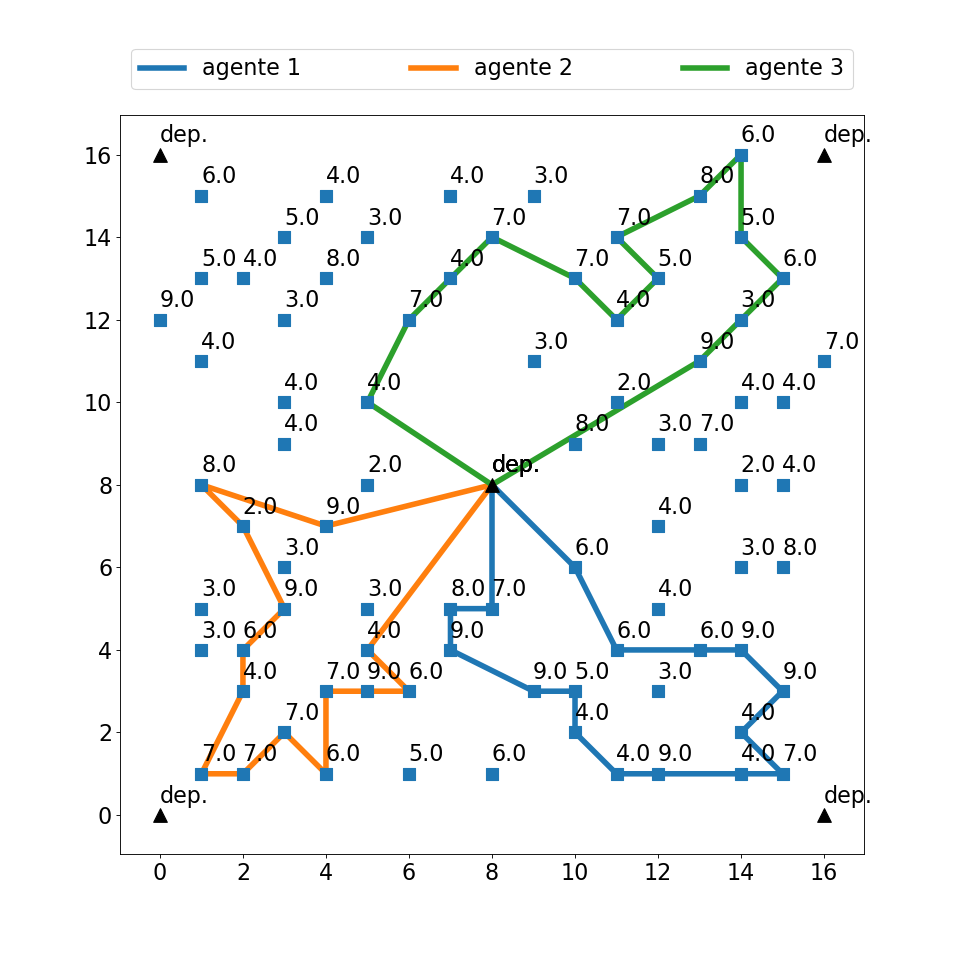 agente 1 agente 2 agente 3
dep. 6.0 dep.
16
6.0 4.0 4.0 3.0 8.0
5.0 3.0 7.0 7.0 5.0
14
5.0 4.0 8.0 4.0 7.0 5.0 6.0
9.0 3.0 7.0 4.0 3.0
12
4.0 3.0 9.0 7.0
4.0 4.0 2.0 4.0 4.0
10
4.0 8.0 3.0 7.0
8.0 2.0 dep. 2.0 4.0
8
2.0 9.0 4.0
3.0 6.0 3.0 8.0
6
3.0 9.0 3.0 8.0 7.0 4.0
3.0 6.0 4.0 9.0 6.0 6.0 9.0
4
4.0 7.0 9.0 6.0 9.0 5.0 3.0 9.0
7.0 4.0 4.0
2
7.0 7.0 6.0 5.0 6.0 4.0 9.0 4.0 7.0
dep. dep.
0
0 2 4 6 8 10 12 14 16